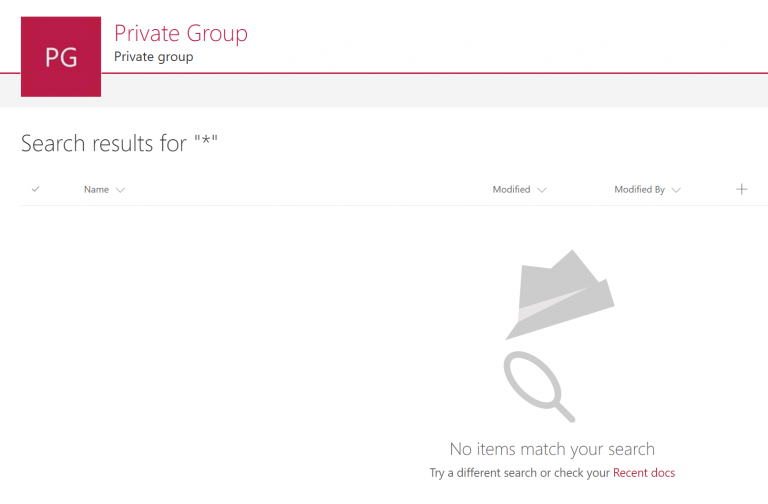 PG
Private Group
Private group
Search results for "*"
Name Modified Modified By
No items match your search
Try a different search or check your Recent docs